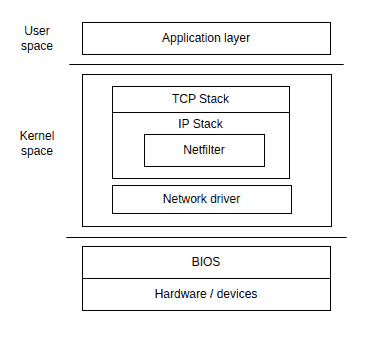 User
space
Application layer
Kernel
space
TCP Stack
IP Stack
Netfilter
Network driver
BIOS
Hardware / devices